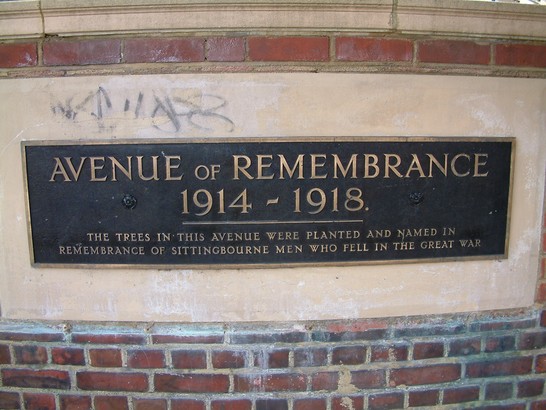 AVENUE OF REMEMBRANCE
1914 - 1918.
THE TREES IN THIS AVENUE WERE PLANTED AND NAMED IN
REMEMBRANCE OF SITTINGBOURNE MEN WHO FELL IN THE GREAT WAR